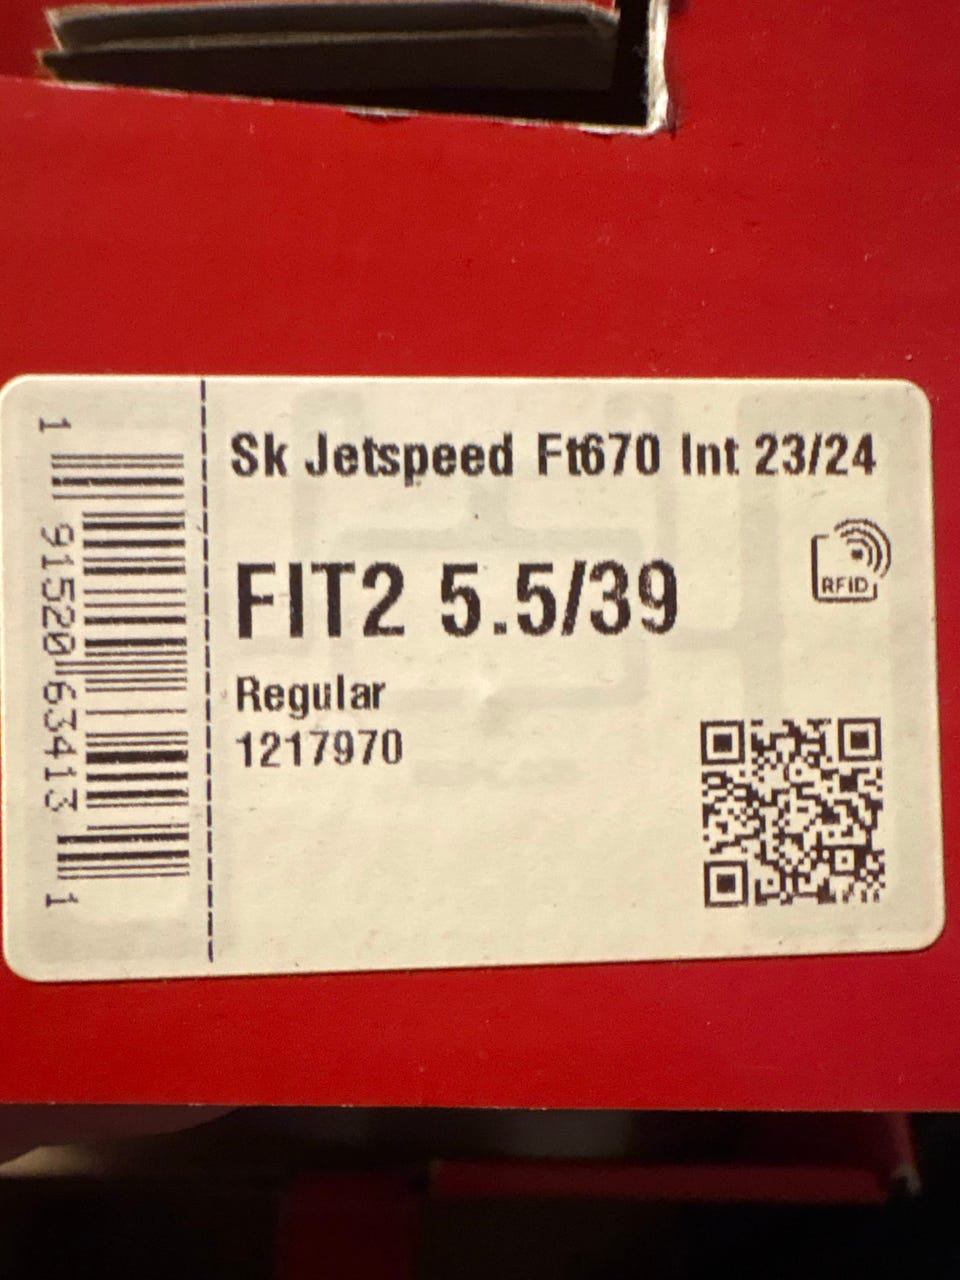 Sk Jetspeed Ft670 Int 23/24
FIT2 5.5/39
RFID
Regular
1217970
1 91520 63413 1